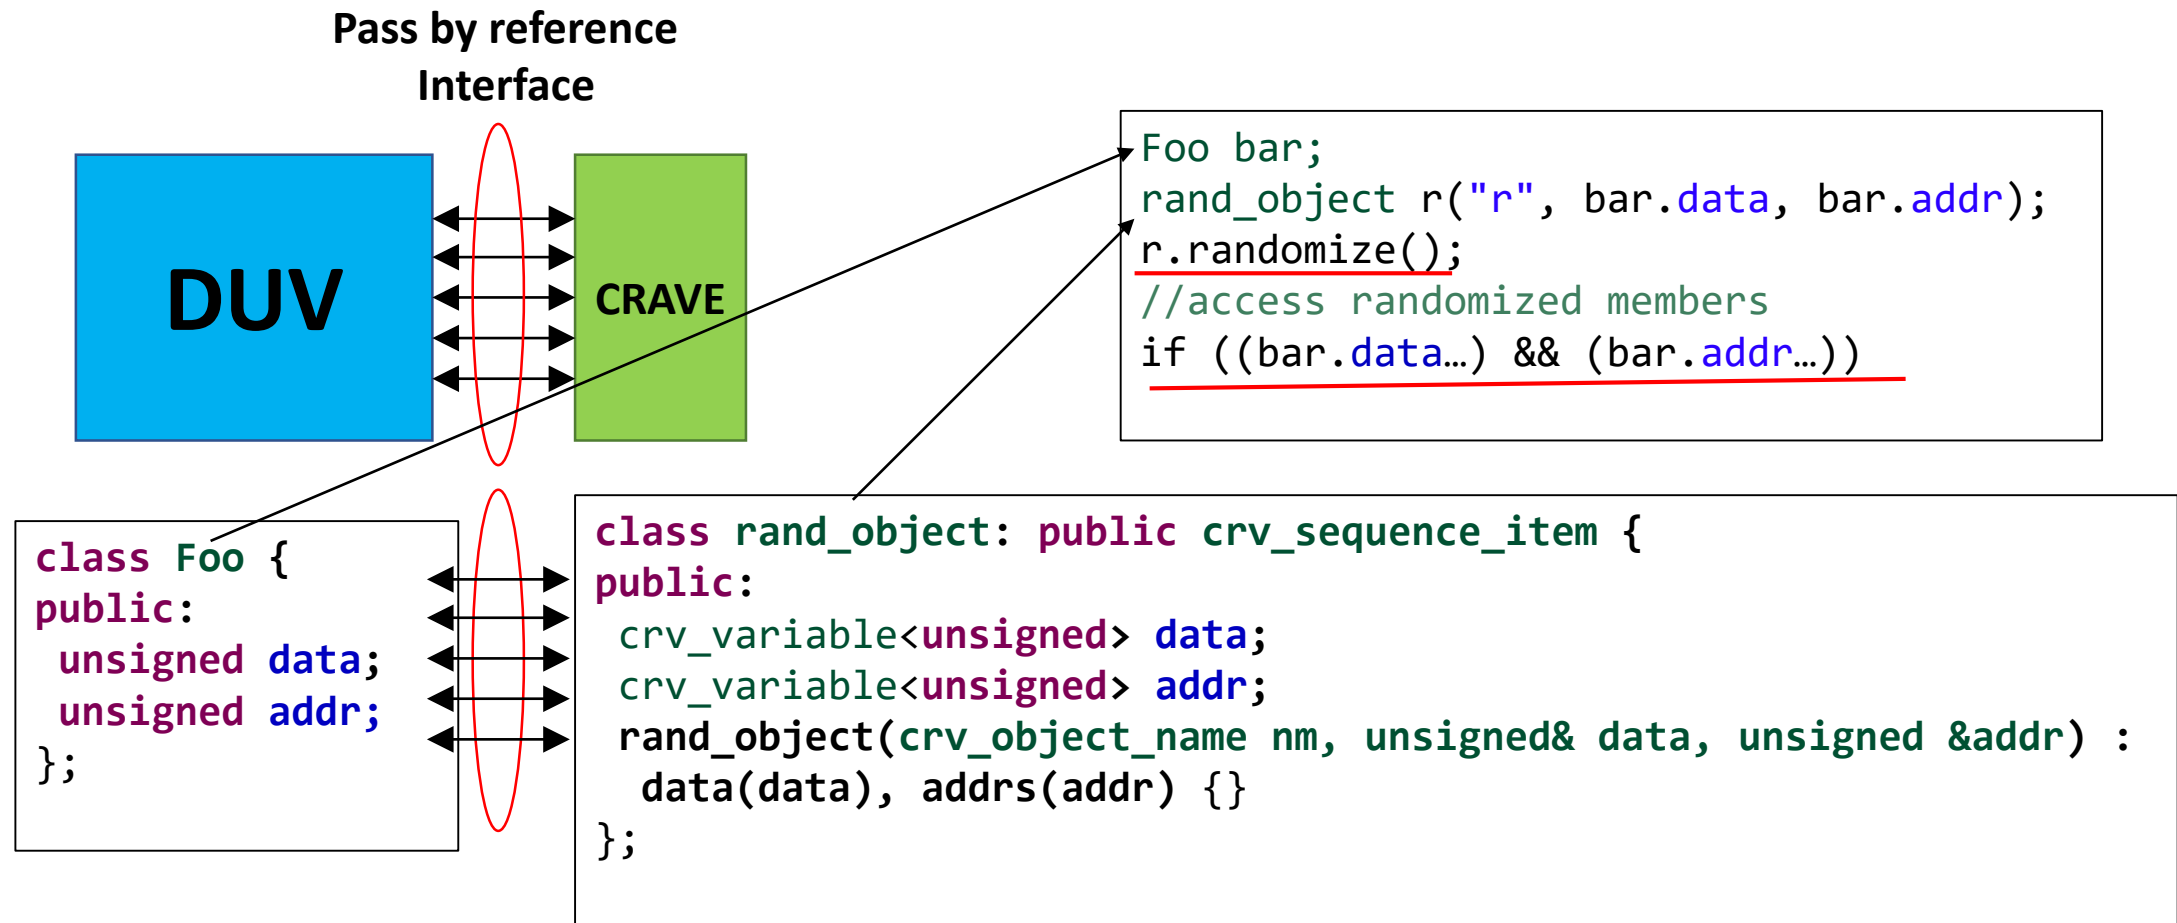 Pass by reference
Interface
DUV
CRAVE
Foo bar;
rand_object r("r", bar.data, bar.addr);
r.randomize();
//access randomized members
if ((bar.data…) && (bar.addr…))
class Foo {
public:
unsigned data;
unsigned addr;
};
class rand_object: public crv_sequence_item {
public:
crv_variable<unsigned> data;
crv_variable<unsigned> addr;
rand_object(crv_object_name nm, unsigned& data, unsigned &addr) :
data(data), addrs(addr) {}
};